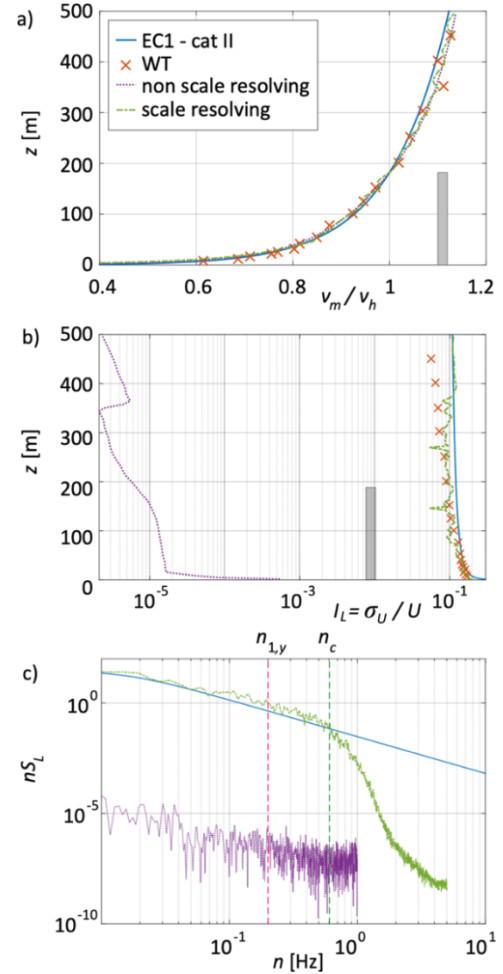 a)
500
400
300
200
100
0
z [m]
EC1 - cat II
WT
non scale resolving
scale resolving
0.4 0.6 0.8 1 1.2
v_m / v_h
b)
500
400
300
200
100
0
z [m]
10^-5 10^-3 10^-1
I_L = σ_U / U
n_1,y n_c
c)
10^0
10^-5
10^-10
nS_L
10^-1 10^0 10^1
n [Hz]